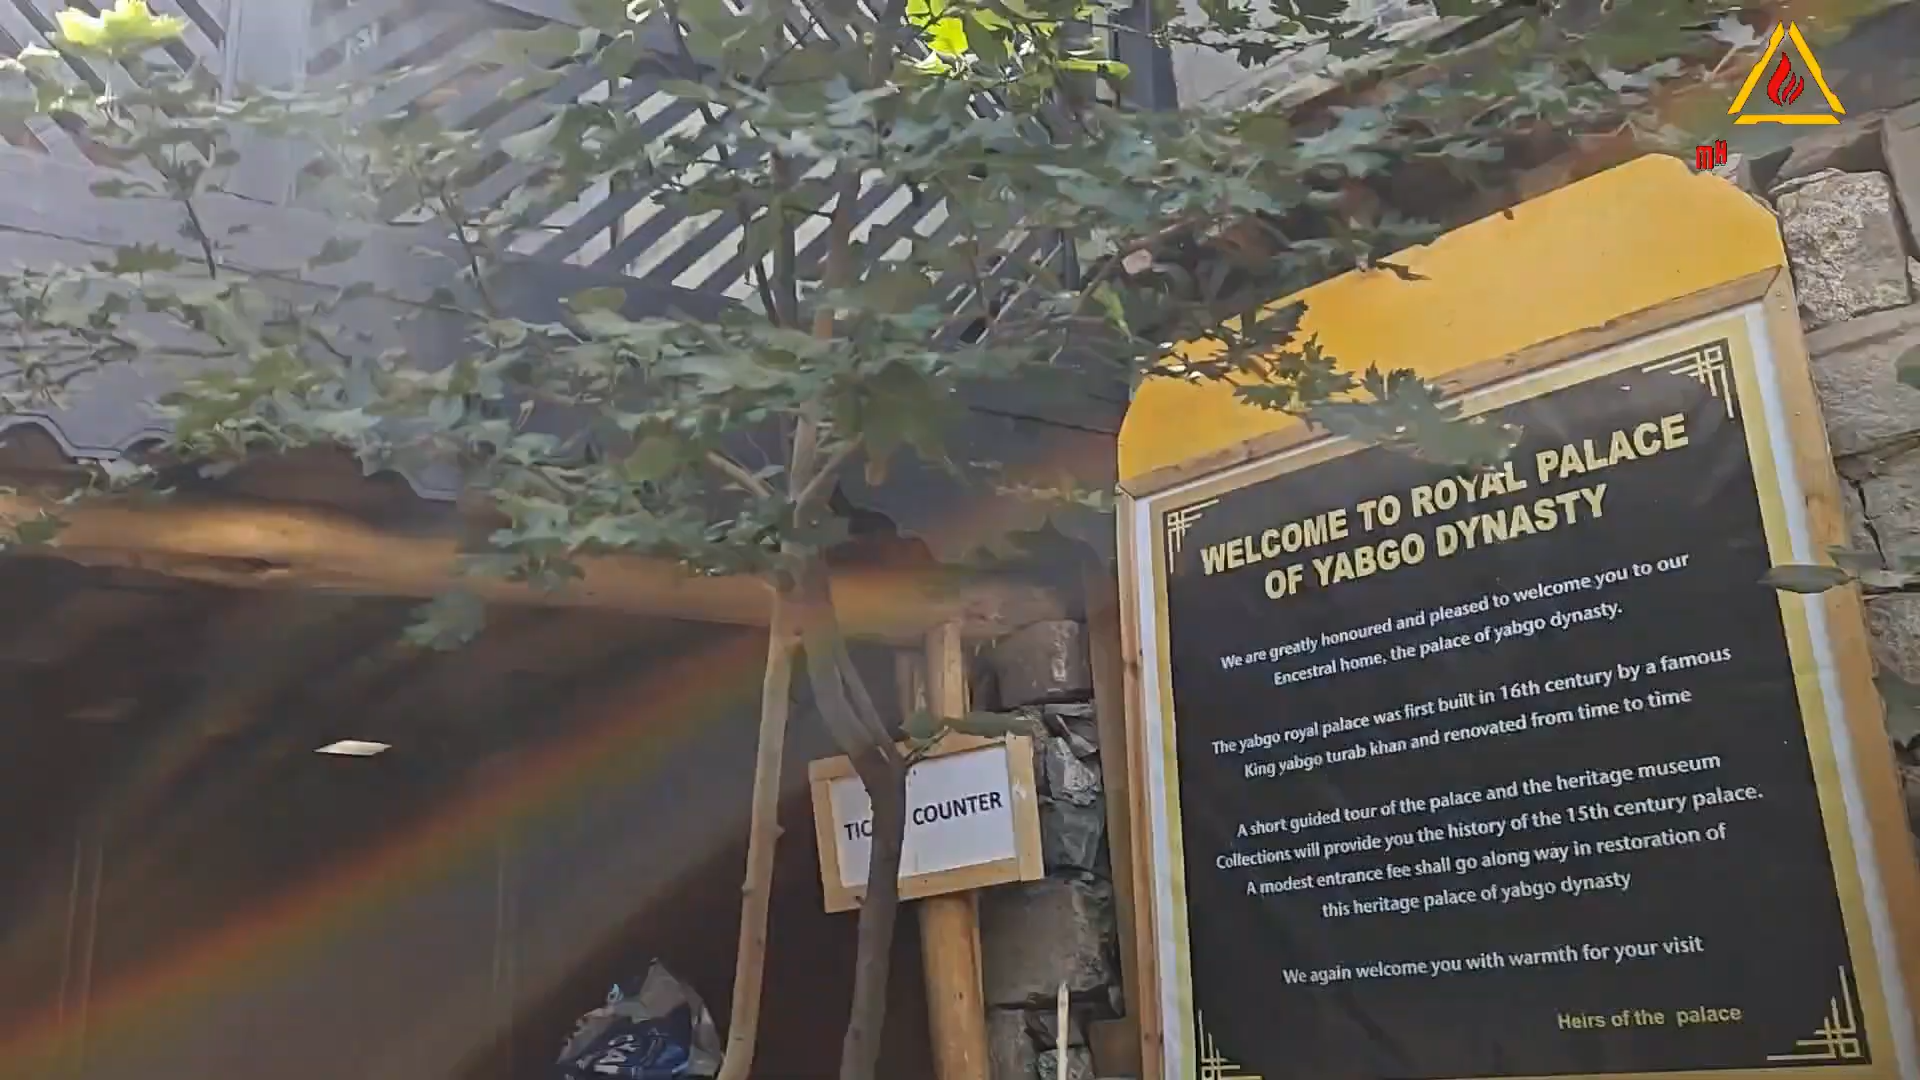 mH
WELCOME TO ROYAL PALACE
OF YABGO DYNASTY
We are greatly honoured and pleased to welcome you to our
Encestral home, the palace of yabgo dynasty.
The yabgo royal palace was first built in 16th century by a famous
King yabgo turab khan and renovated from time to time
A short guided tour of the palace and the heritage museum
Collections will provide you the history of the 15th century palace.
A modest entrance fee shall go along way in restoration of
this heritage palace of yabgo dynasty
We again welcome you with warmth for your visit
Heirs of the palace
COUNTER